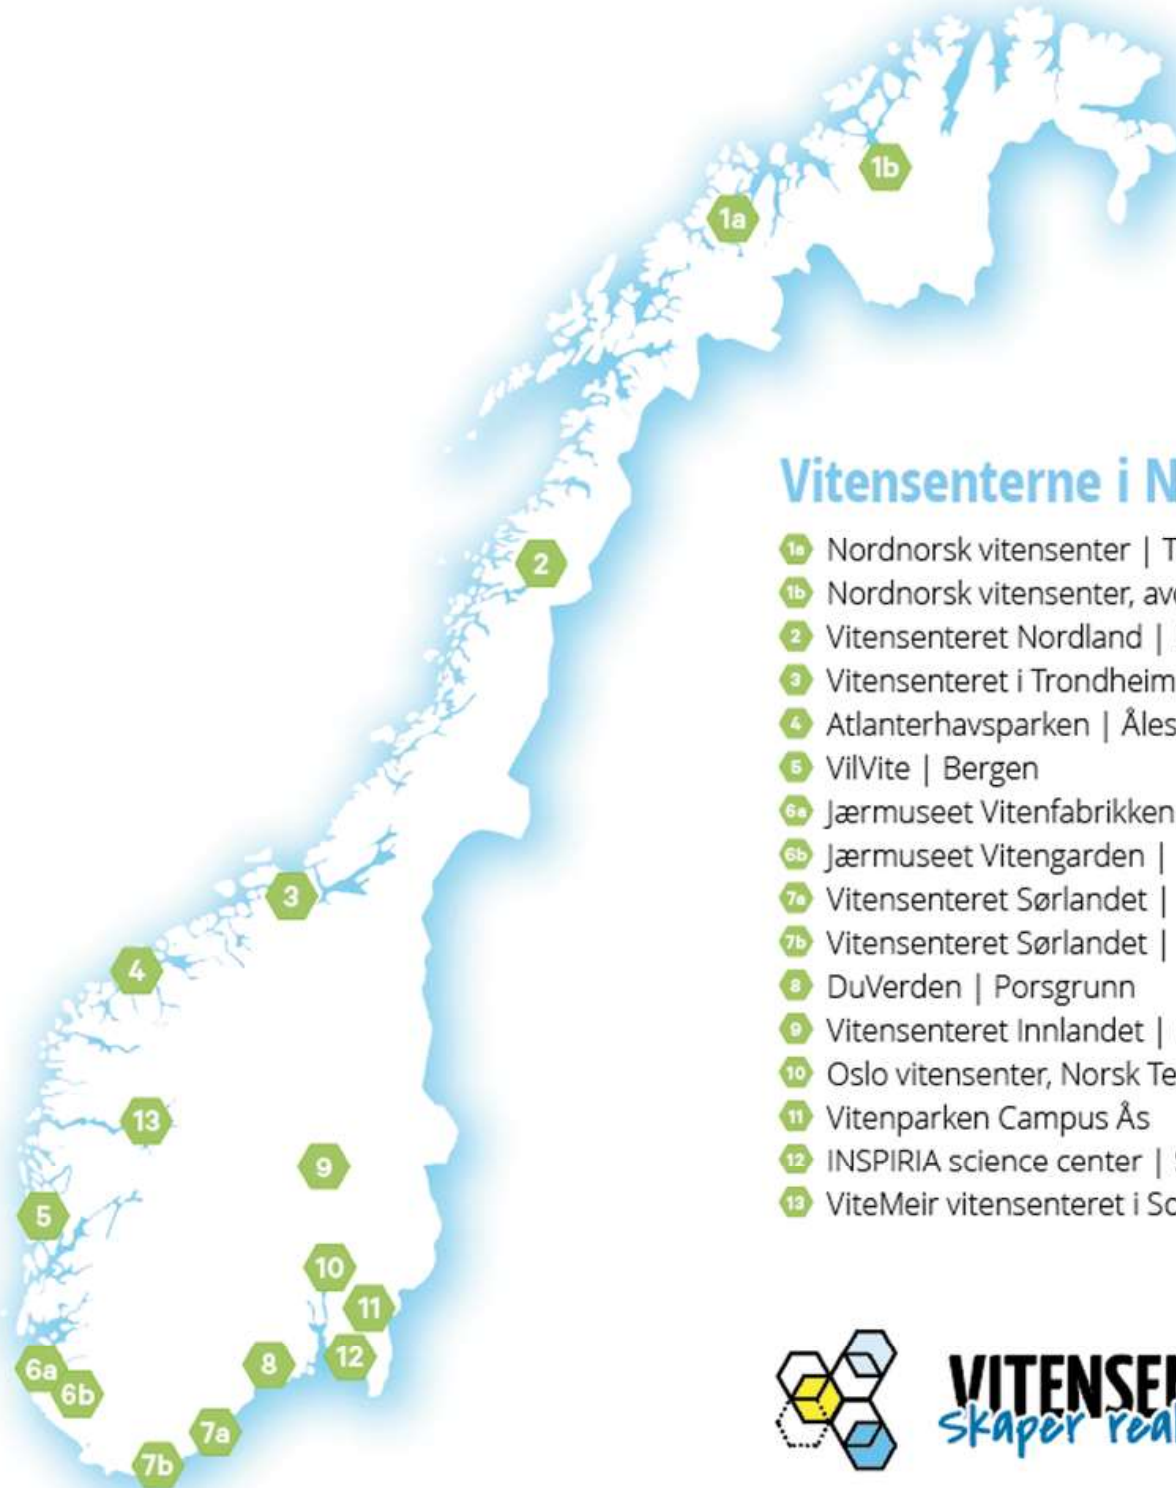 1b
1a
2
3
4
13
9
5
10
11
12
8
6a
6b
7a
7b
Vitensenterne i N
1a Nordnorsk vitensenter | T
1b Nordnorsk vitensenter, av
2 Vitensenteret Nordland |
3 Vitensenteret i Trondheim
4 Atlanterhavsparken | Åles
5 VilVite | Bergen
6a Jærmuseet Vitenfabrikken
6b Jærmuseet Vitengarden |
7a Vitensenteret Sørlandet |
7b Vitensenteret Sørlandet |
8 DuVerden | Porsgrunn
9 Vitensenteret Innlandet |
10 Oslo vitensenter, Norsk Te
11 Vitenparken Campus Ås
12 INSPIRIA science center |
13 ViteMeir vitensenteret i So
VITENSEN
skaper real